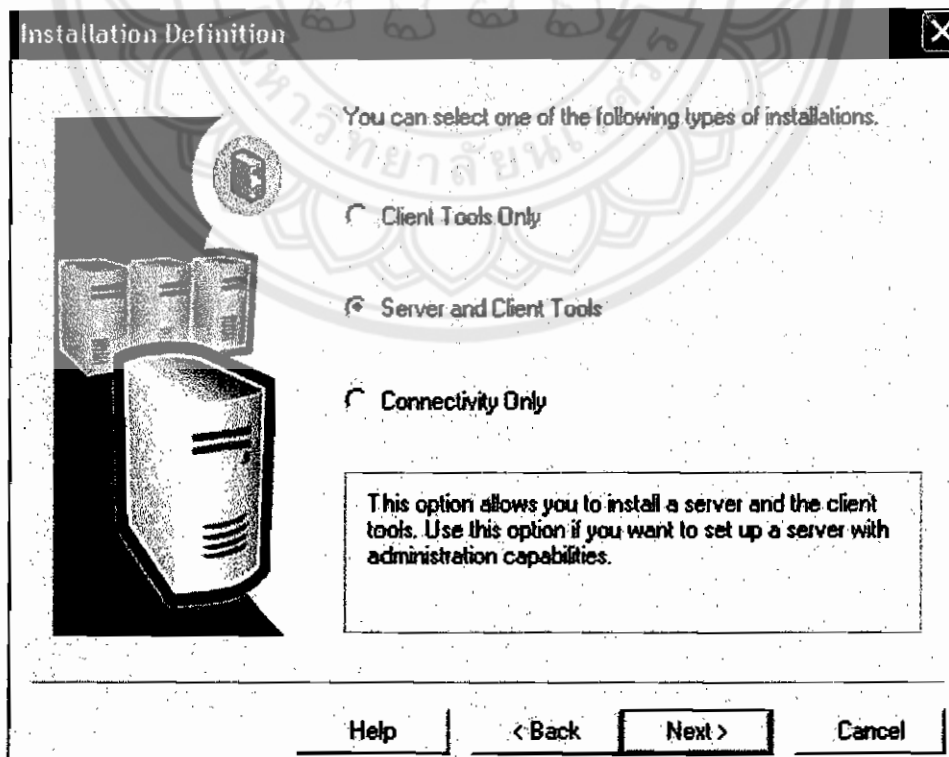 Installation Definition
You can select one of the following types of installations.
Client Tools Only
Server and Client Tools
Connectivity Only
This option allows you to install a server and the client
tools. Use this option if you want to set up a server with
administration capabilities.
Help
< Back
Next >
Cancel